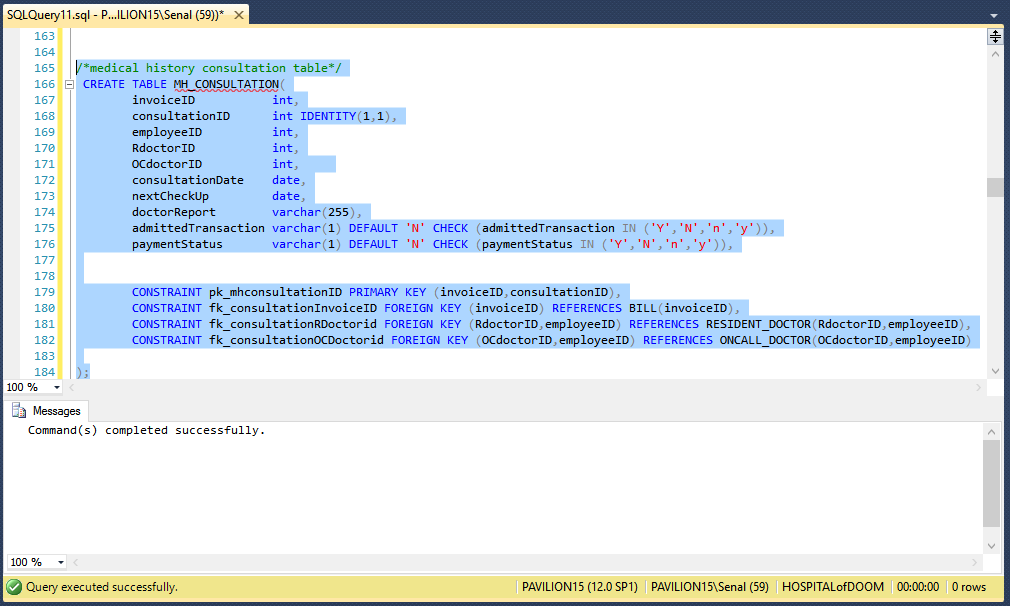 SQLQuery11.sql - P...ILION15\Senal (59))* ✕
163
164
165 /*medical history consultation table*/
166 CREATE TABLE MH_CONSULTATION(
167 invoiceID int,
168 consultationID int IDENTITY(1,1),
169 employeeID int,
170 RdoctorID int,
171 OCdoctorID int,
172 consultationDate date,
173 nextCheckUp date,
174 doctorReport varchar(255),
175 admittedTransaction varchar(1) DEFAULT 'N' CHECK (admittedTransaction IN ('Y','N','n','y')),
176 paymentStatus varchar(1) DEFAULT 'N' CHECK (paymentStatus IN ('Y','N','n','y')),
177
178
179 CONSTRAINT pk_mhconsultationID PRIMARY KEY (invoiceID,consultationID),
180 CONSTRAINT fk_consultationInvoiceID FOREIGN KEY (invoiceID) REFERENCES BILL(invoiceID),
181 CONSTRAINT fk_consultationRDoctorid FOREIGN KEY (RdoctorID,employeeID) REFERENCES RESIDENT_DOCTOR(RdoctorID,employeeID),
182 CONSTRAINT fk_consultationOCDoctorid FOREIGN KEY (OCdoctorID,employeeID) REFERENCES ONCALL_DOCTOR(OCdoctorID,employeeID)
183
184 );
100 %
Messages
Command(s) completed successfully.
100 %
Query executed successfully. PAVILION15 (12.0 SP1) PAVILION15\Senal (59) HOSPITALofDOOM 00:00:00 0 rows